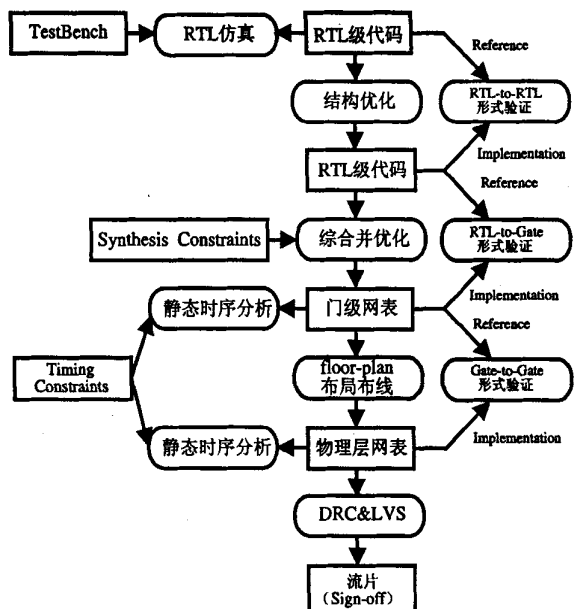 TestBench
RTL仿真
RTL级代码
Reference
结构优化
RTL-to-RTL
形式验证
Implementation
RTL级代码
Reference
Synthesis Constraints
综合并优化
RTL-to-Gate
形式验证
Implementation
静态时序分析
门级网表
Reference
Timing
Constraints
floor-plan
布局布线
Gate-to-Gate
形式验证
Implementation
静态时序分析
物理层网表
DRC&LVS
流片
（Sign-off）